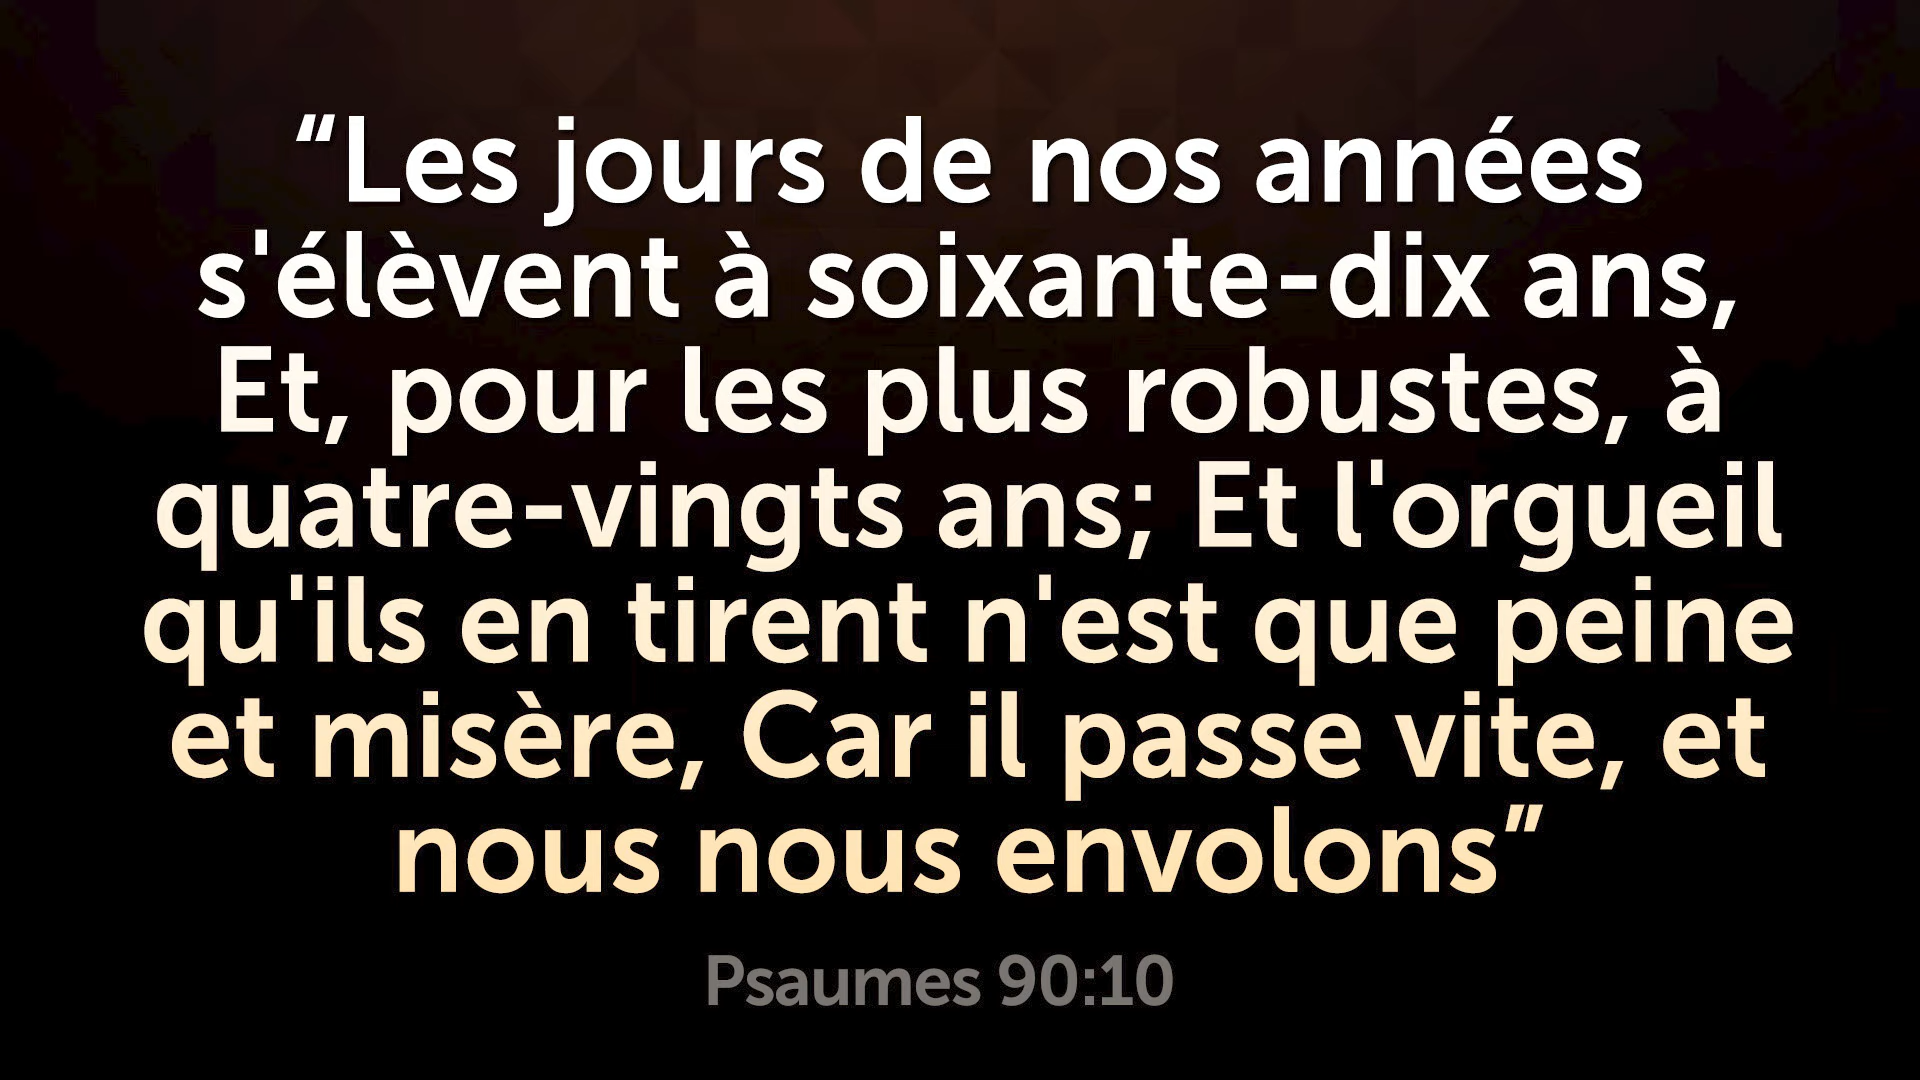 “Les jours de nos années
s'élèvent à soixante-dix ans,
Et, pour les plus robustes, à
quatre-vingts ans; Et l'orgueil
qu'ils en tirent n'est que peine
et misère, Car il passe vite, et
nous nous envolons”
Psaumes 90:10